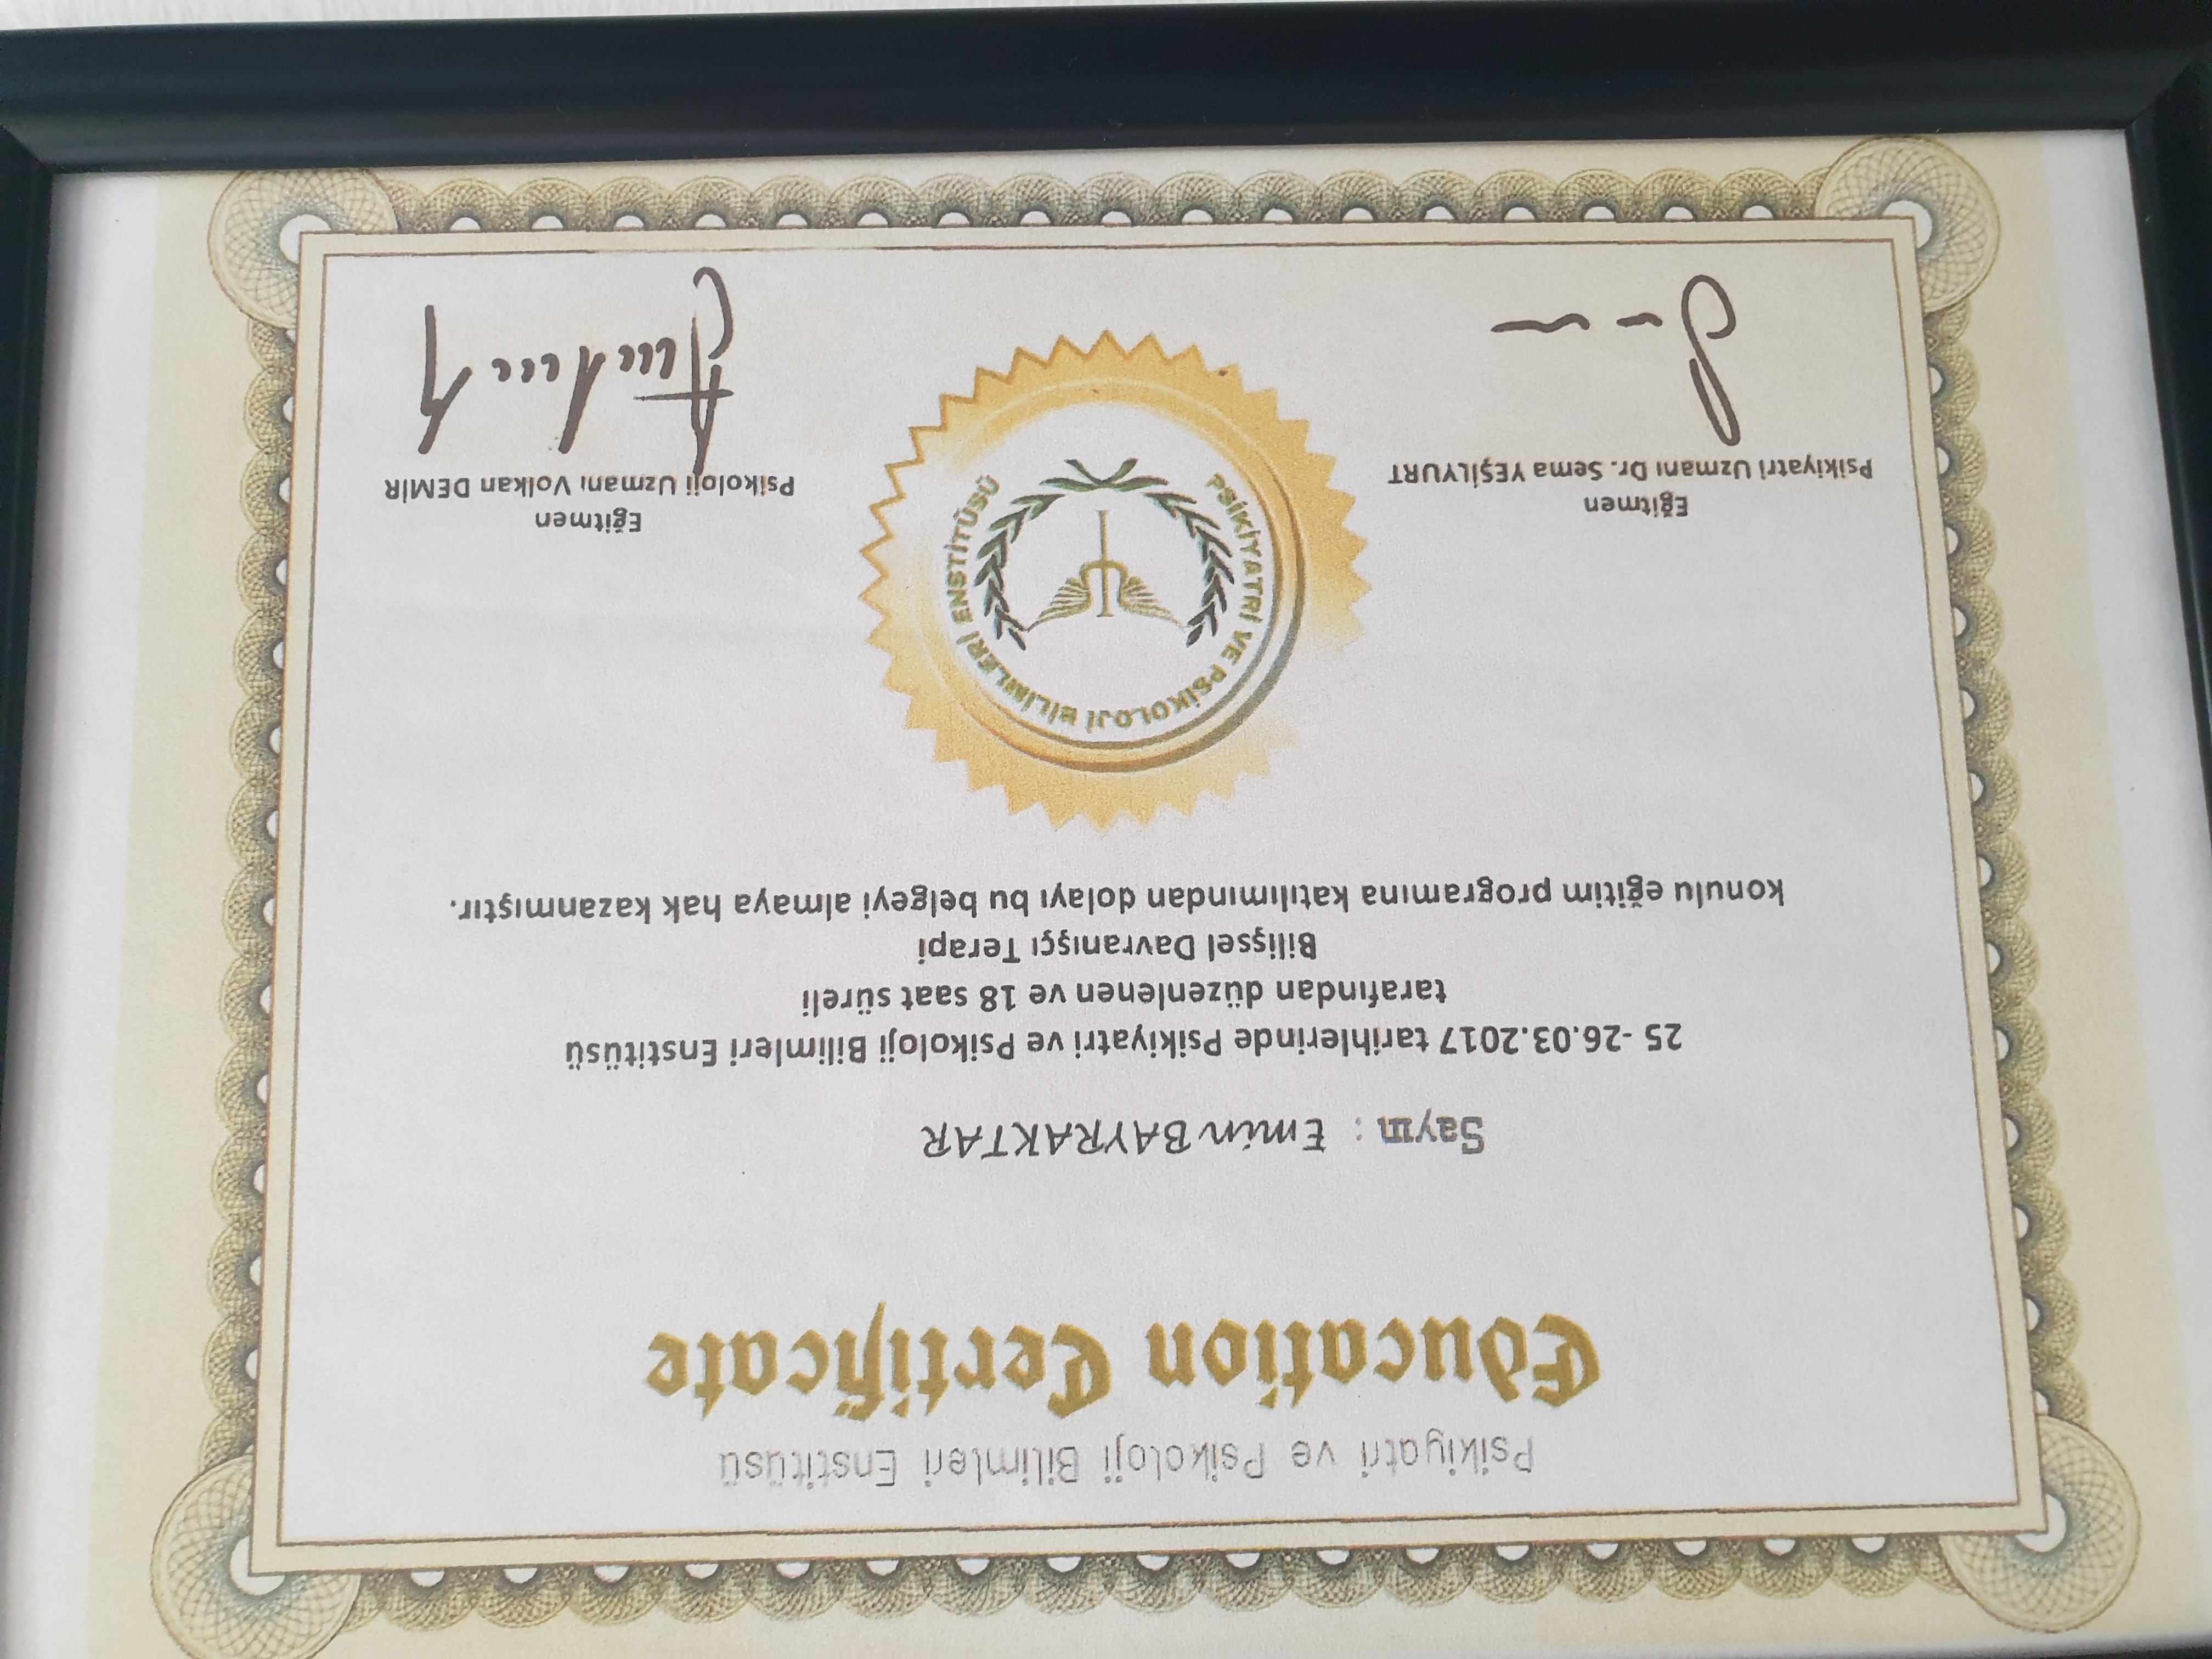 Psikiyatri ve Psikoloji Bilimleri Enstitüsü
Education Certificate
Sayın : Emin BAYRAKTAR
25 -26.03.2017 tarihlerinde Psikiyatri ve Psikoloji Bilimleri Enstitüsü
tarafından düzenlenen ve 18 saat süreli
Bilişsel Davranışçı Terapi
konulu eğitim programına katılımından dolayı bu belgeyi almaya hak kazanmıştır.
PSİKİYATRİ VE PSİKOLOJİ BİLİMLERİ ENSTİTÜSÜ
Eğitmen
Psikiyatri Uzmanı Dr. Sema YEŞİLYURT
Eğitmen
Psikoloji Uzmanı Volkan DEMİR